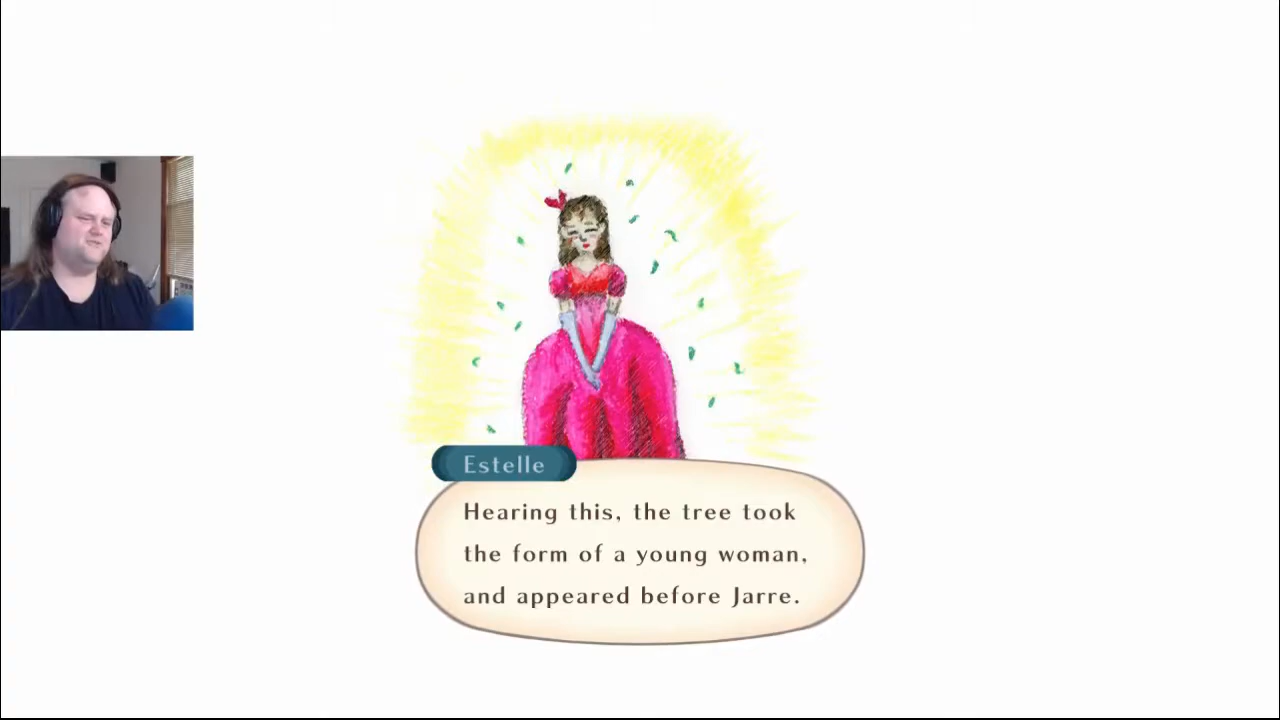 Estelle
Hearing this, the tree took
the form of a young woman,
and appeared before Jarre.